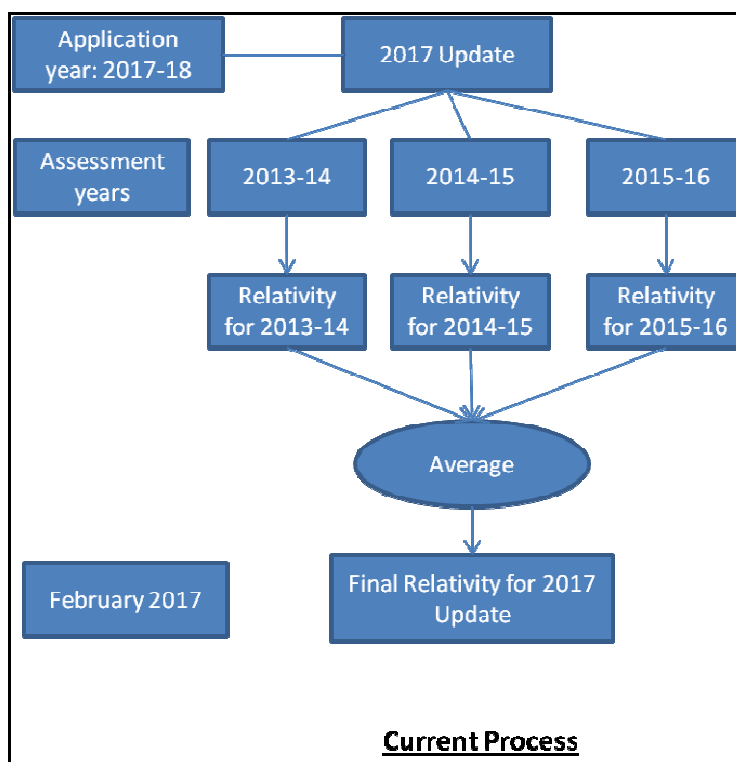 Application
year: 2017-18
2017 Update
Assessment
years
2013-14
2014-15
2015-16
Relativity
for 2013-14
Relativity
for 2014-15
Relativity
for 2015-16
Average
February 2017
Final Relativity for 2017
Update
Current Process